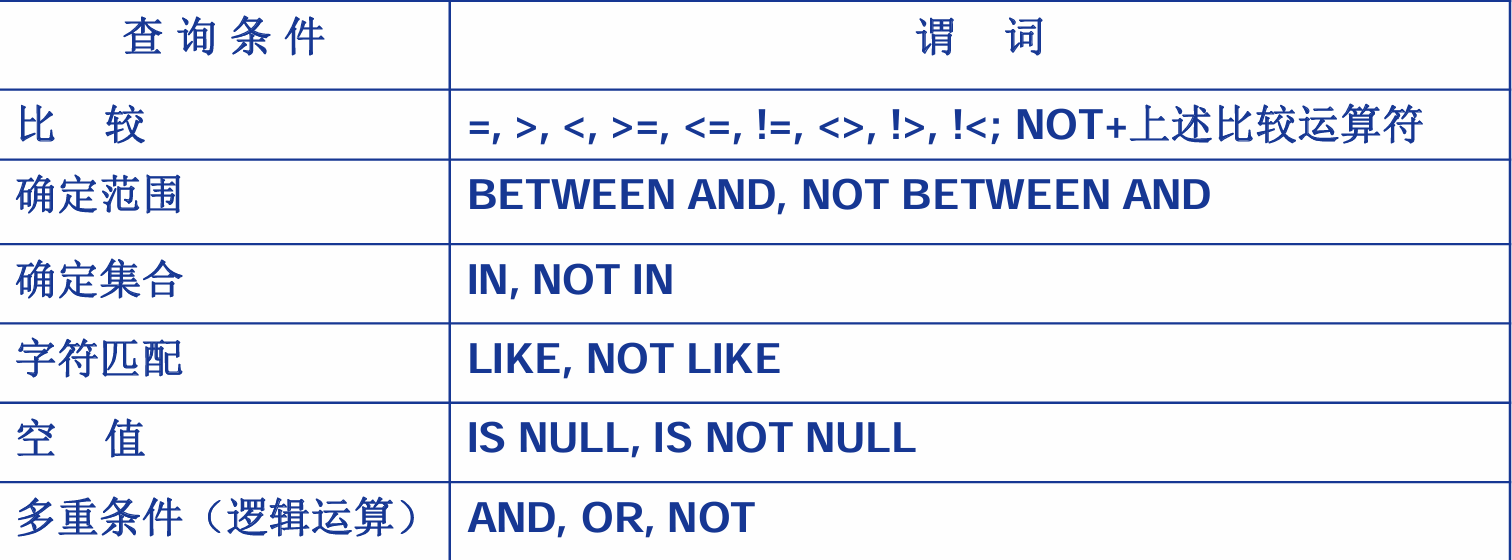 查询条件 谓 词
比 较 =, >, <, >=, <=, !=, <>, !>, !<; NOT+上述比较运算符
确定范围 BETWEEN AND, NOT BETWEEN AND
确定集合 IN, NOT IN
字符匹配 LIKE, NOT LIKE
空 值 IS NULL, IS NOT NULL
多重条件（逻辑运算） AND, OR, NOT